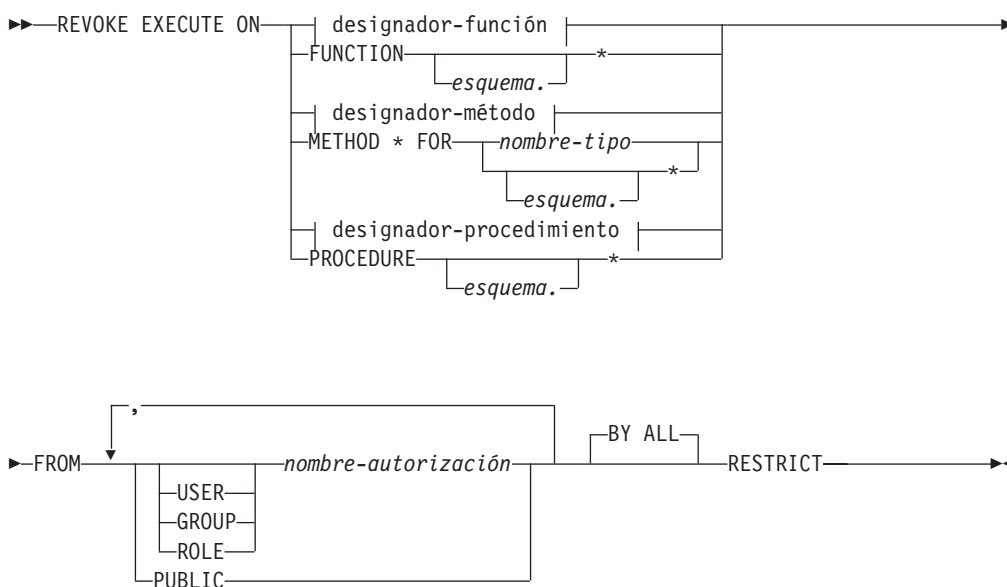 REVOKE EXECUTE ON
designador-función
FUNCTION *
esquema.
designador-método
METHOD * FOR nombre-tipo
*
esquema.
designador-procedimiento
PROCEDURE *
esquema.
,
BY ALL
FROM nombre-autorización RESTRICT
USER
GROUP
ROLE
PUBLIC